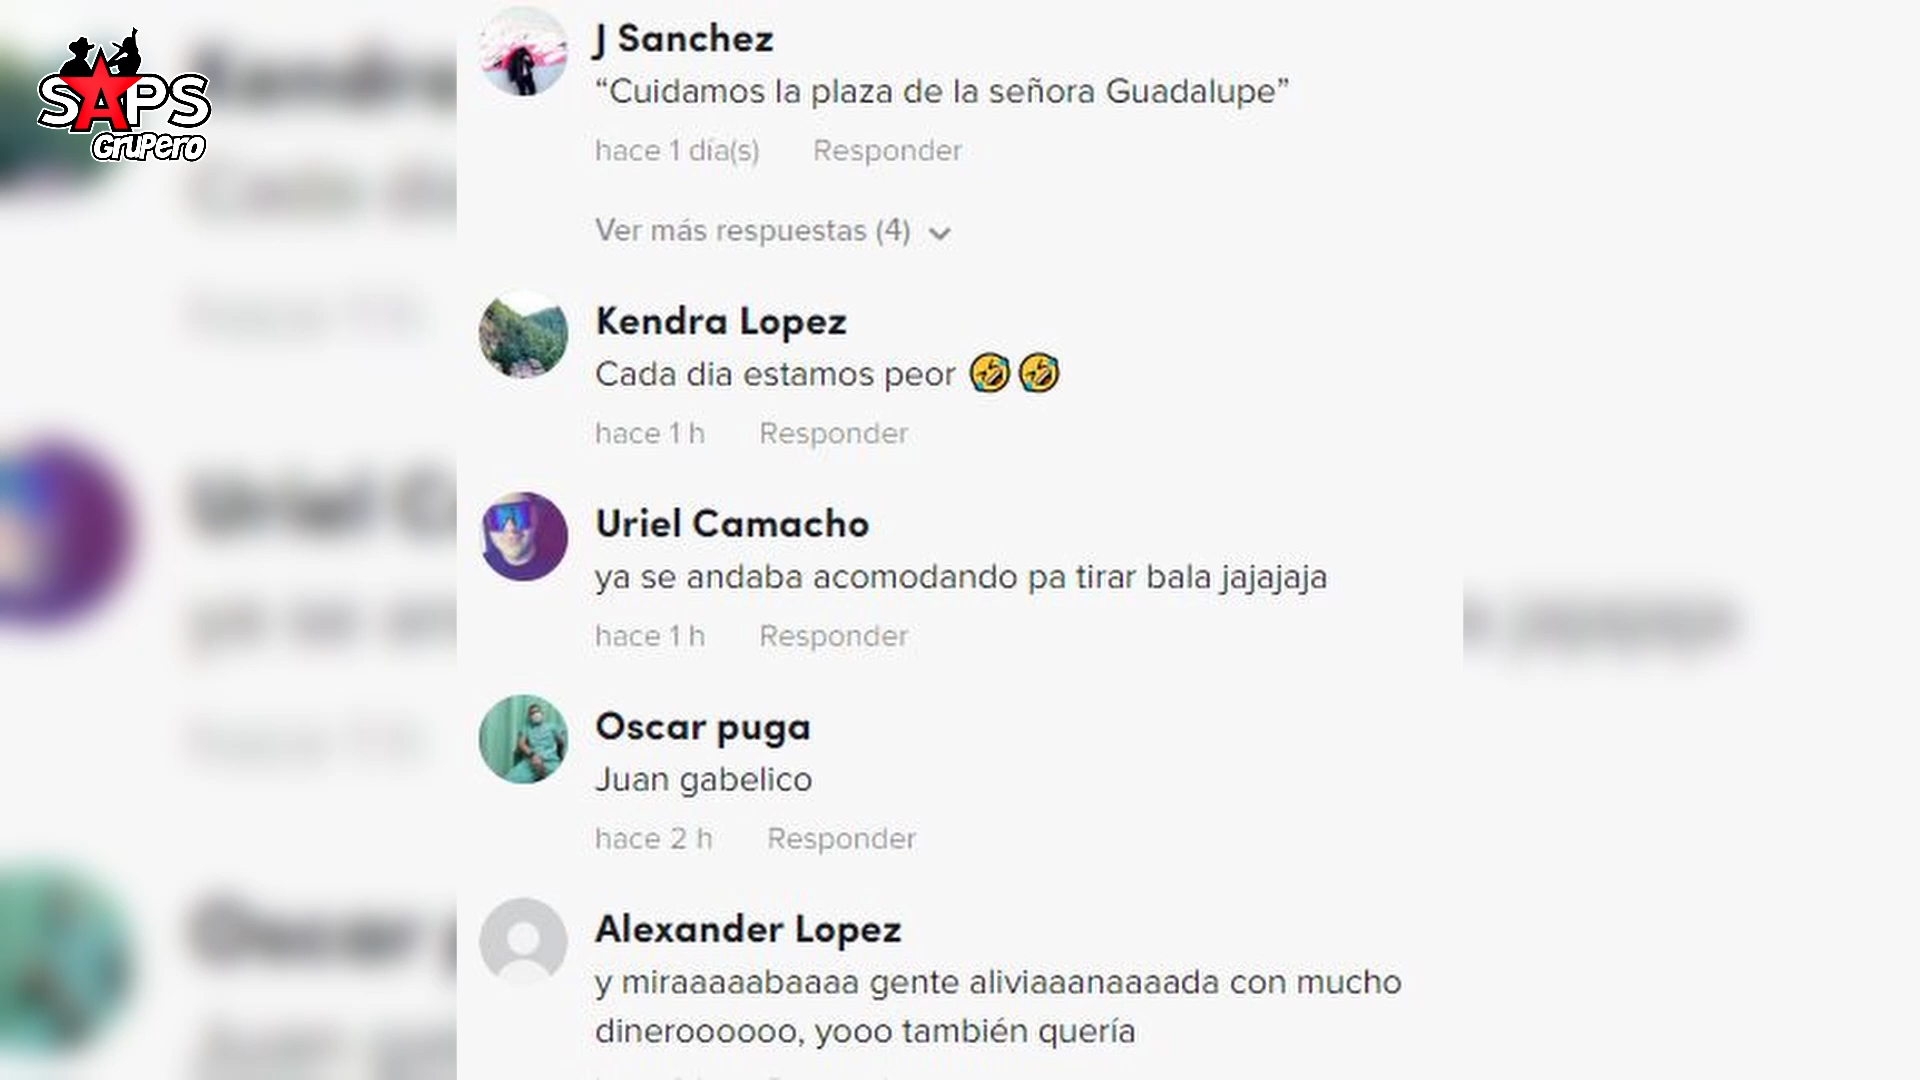 SAPS
GruPero
J Sanchez
“Cuidamos la plaza de la señora Guadalupe”
hace 1 día(s) Responder
Ver más respuestas (4)
Kendra Lopez
Cada dia estamos peor 🤣🤣
hace 1 h Responder
Uriel Camacho
ya se andaba acomodando pa tirar bala jajajaja
hace 1 h Responder
Oscar puga
Juan gabelico
hace 2 h Responder
Alexander Lopez
y miraaaaabaaaa gente aliviaaanaaaada con mucho
dineroooooo, yooo también quería